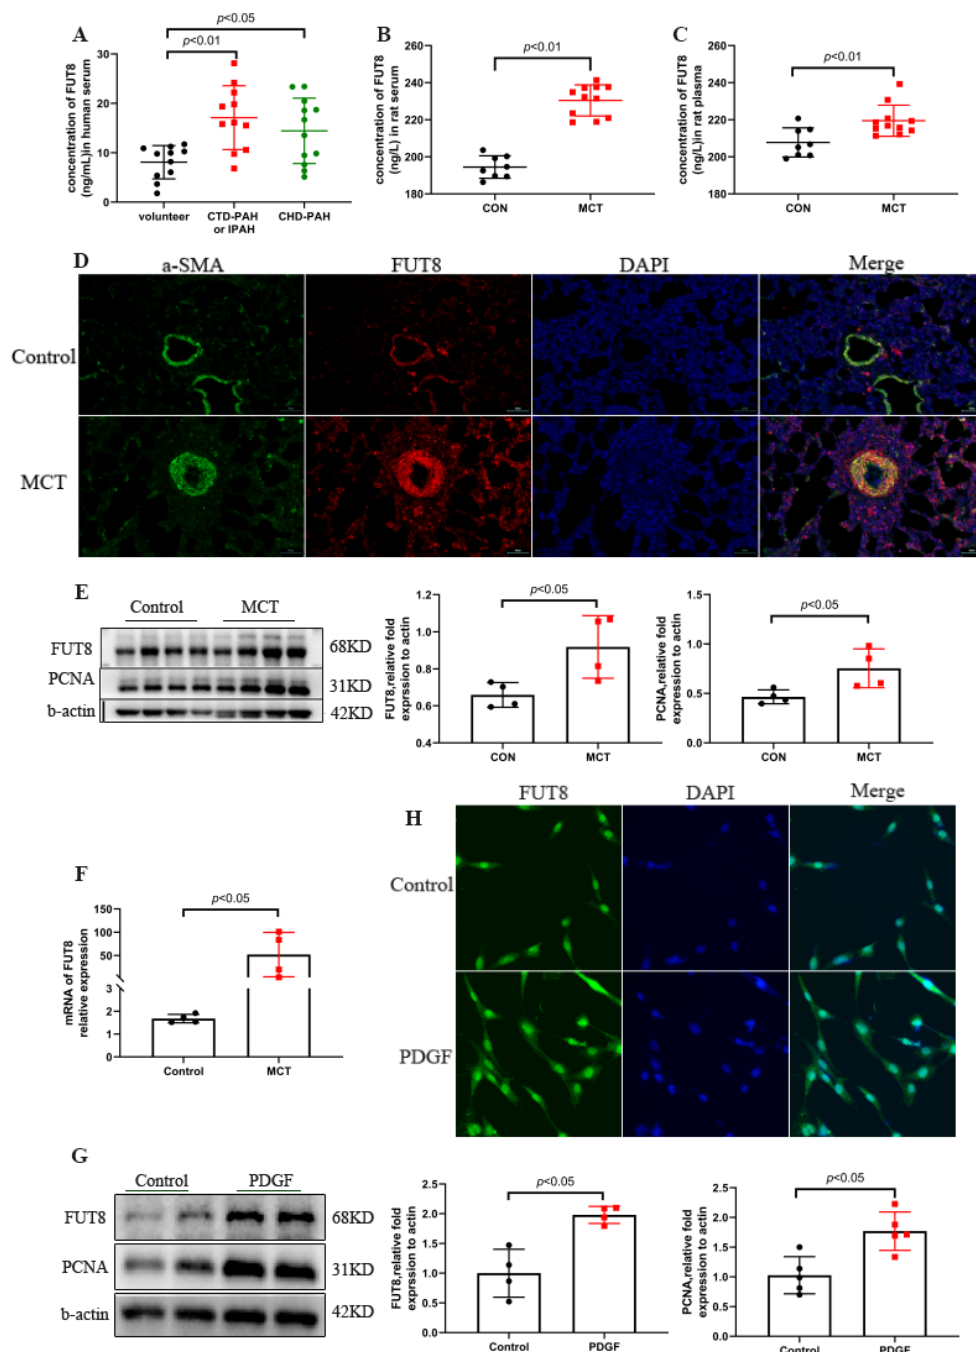 A
p<0.05
p<0.01
concentration of FUT8
(ng/mL)in human serum
30
20
10
0
volunteer
CTD-PAH
or IPAH
CHD-PAH
B
p<0.01
concentration of FUT8
(ng/L)in rat serum
260
240
220
200
180
CON
MCT
C
p<0.01
concentration of FUT8
(ng/L)in rat plasma
260
240
220
200
180
CON
MCT
D
a-SMA
FUT8
DAPI
Merge
Control
MCT
E
Control
MCT
FUT8
68KD
PCNA
31KD
b-actin
42KD
p<0.05
FUT8,relative fold
exprssion to actin
1.2
1.0
0.8
0.6
0.4
CON
MCT
p<0.05
PCNA,relative fold
expression to actin
1.5
1.0
0.5
0.0
CON
MCT
F
p<0.05
mRNA of FUT8
relative expression
150
100
50
3
2
1
0
Control
MCT
H
FUT8
DAPI
Merge
Control
PDGF
G
Control
PDGF
FUT8
68KD
PCNA
31KD
b-actin
42KD
p<0.05
FUT8,relative fold
exprssion to actin
2.5
2.0
1.5
1.0
0.5
0.0
Control
PDGF
p<0.05
PCNA,relative fold
exprssion to actin
2.5
2.0
1.5
1.0
0.5
0.0
Control
PDGF